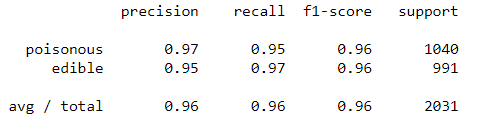 precision recall f1-score support
poisonous 0.97 0.95 0.96 1040
edible 0.95 0.97 0.96 991
avg / total 0.96 0.96 0.96 2031